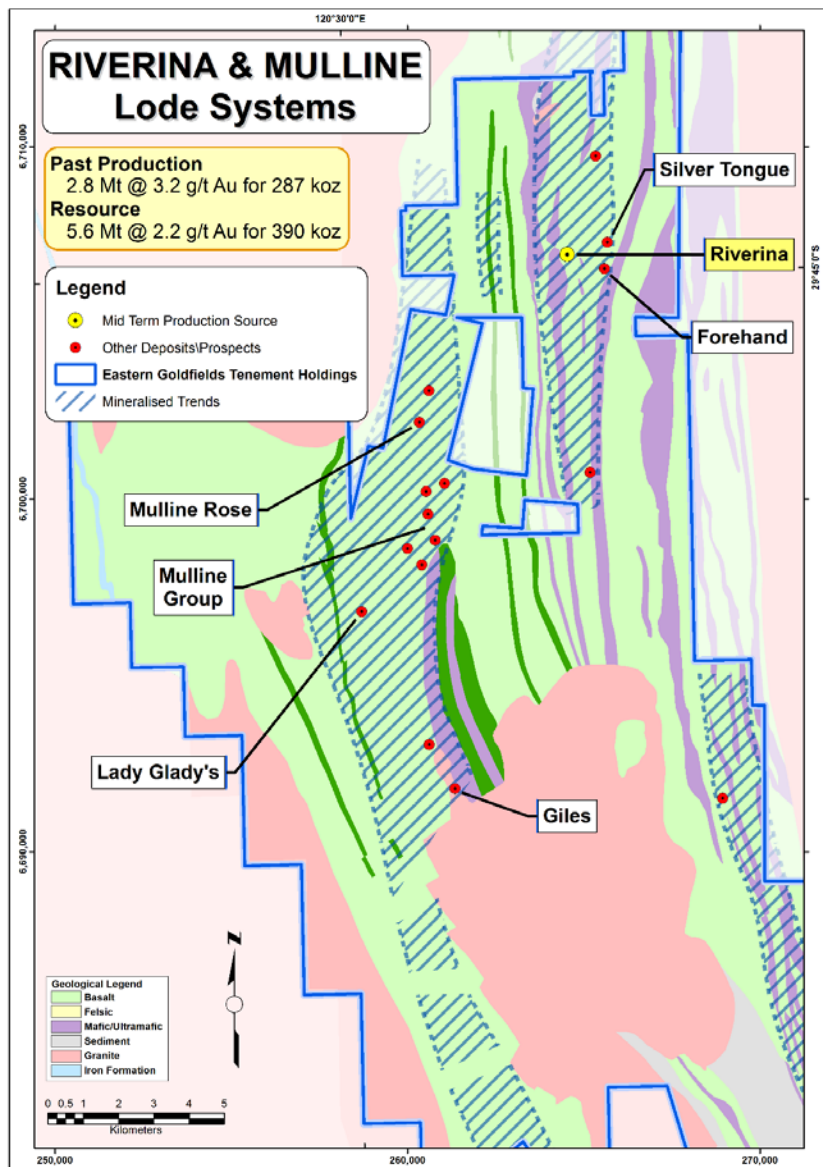 120°30'0"E
RIVERINA & MULLINE
Lode Systems
6,710,000
Past Production
2.8 Mt @ 3.2 g/t Au for 287 koz
Resource
5.6 Mt @ 2.2 g/t Au for 390 koz
Silver Tongue
Riverina
29°45'0"S
Forehand
Legend
Mid Term Production Source
Other Deposits\Prospects
Eastern Goldfields Tenement Holdings
Mineralised Trends
6,700,000
Mulline Rose
Mulline
Group
Lady Glady's
Giles
6,690,000
N
Geological Legend
Basalt
Felsic
Mafic/Ultramafic
Sediment
Granite
Iron Formation
0 0.5 1 2 3 4 5
Kilometers
250,000 260,000 270,000